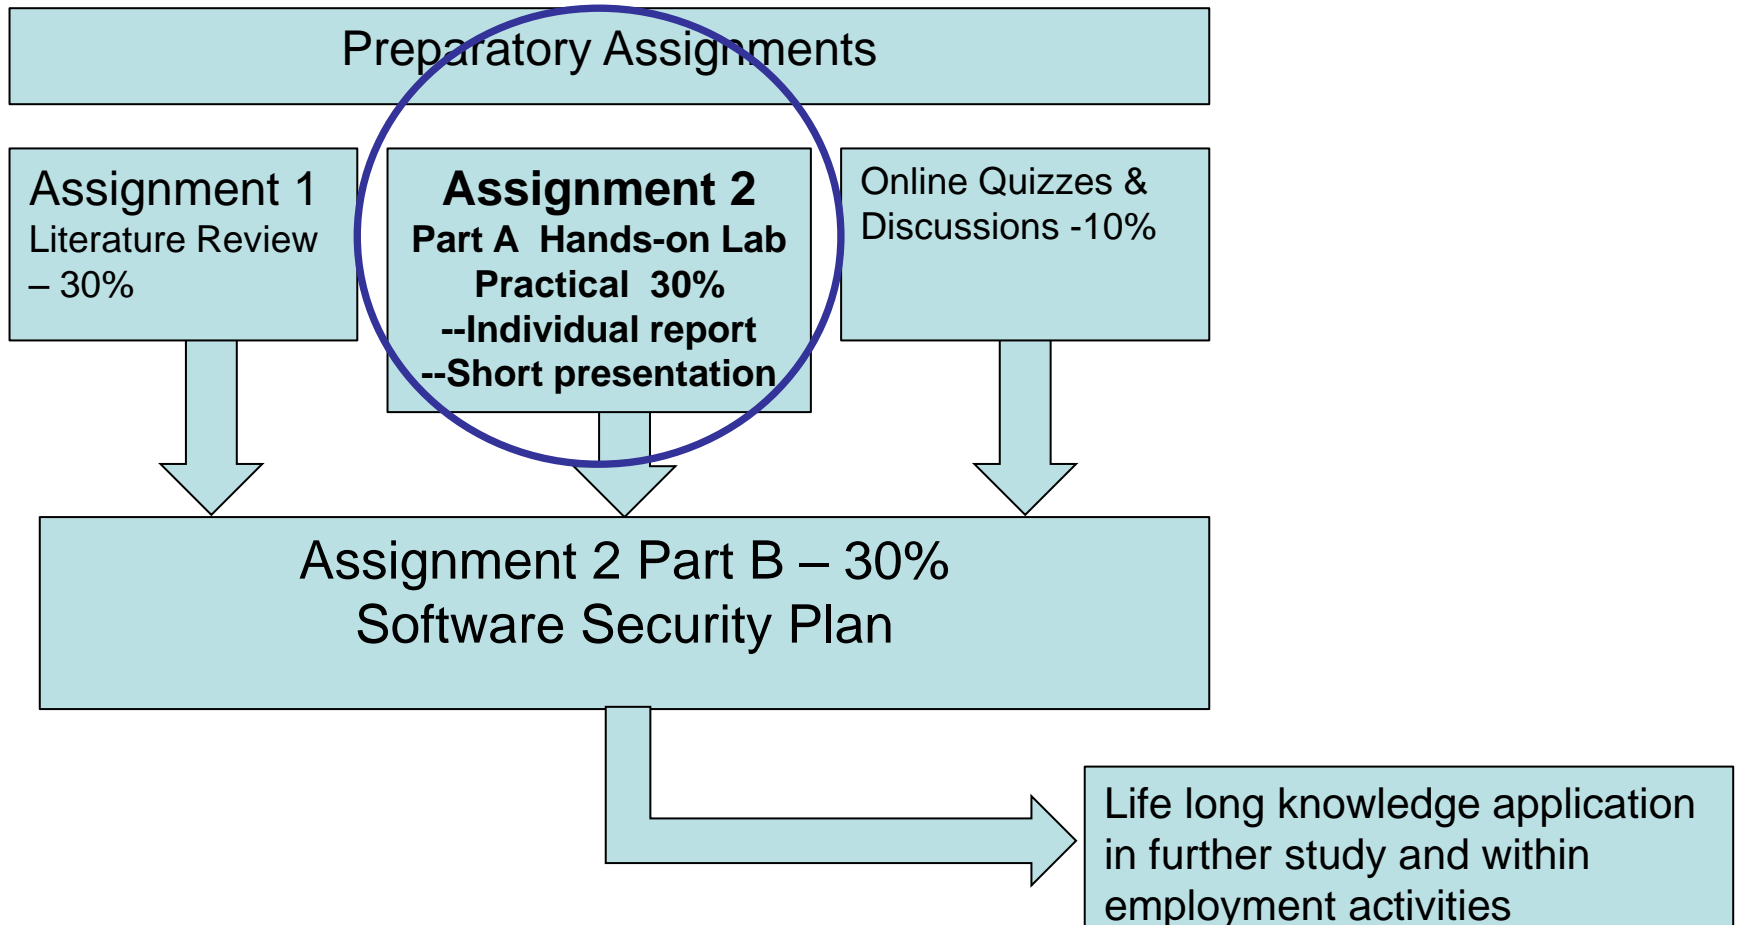 Preparatory Assignments
Assignment 1
Literature Review
– 30%
Assignment 2
Part A Hands-on Lab
Practical 30%
--Individual report
--Short presentation
Online Quizzes &
Discussions -10%
Assignment 2 Part B – 30%
Software Security Plan
Life long knowledge application
in further study and within
employment activities